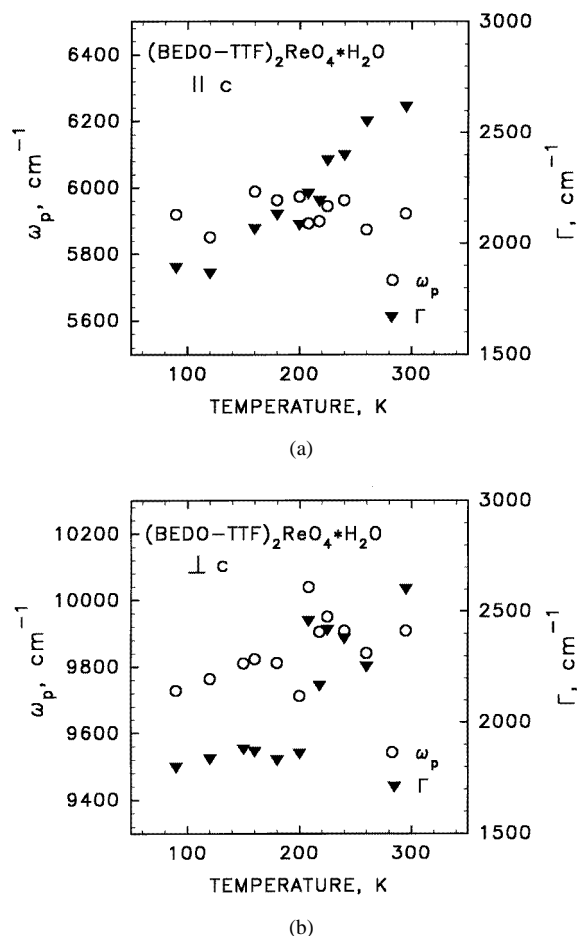 3000
6400
(BEDO-TTF)₂ReO₄*H₂O
|| c
6200
2500
6000
ωₚ, cm⁻¹
Γ, cm⁻¹
5800
2000
ωₚ
5600
Γ
1500
100
200
300
TEMPERATURE, K
(a)
3000
10200
(BEDO-TTF)₂ReO₄*H₂O
⊥ c
10000
2500
ωₚ, cm⁻¹
Γ, cm⁻¹
9800
2000
9600
ωₚ
9400
Γ
1500
100
200
300
TEMPERATURE, K
(b)